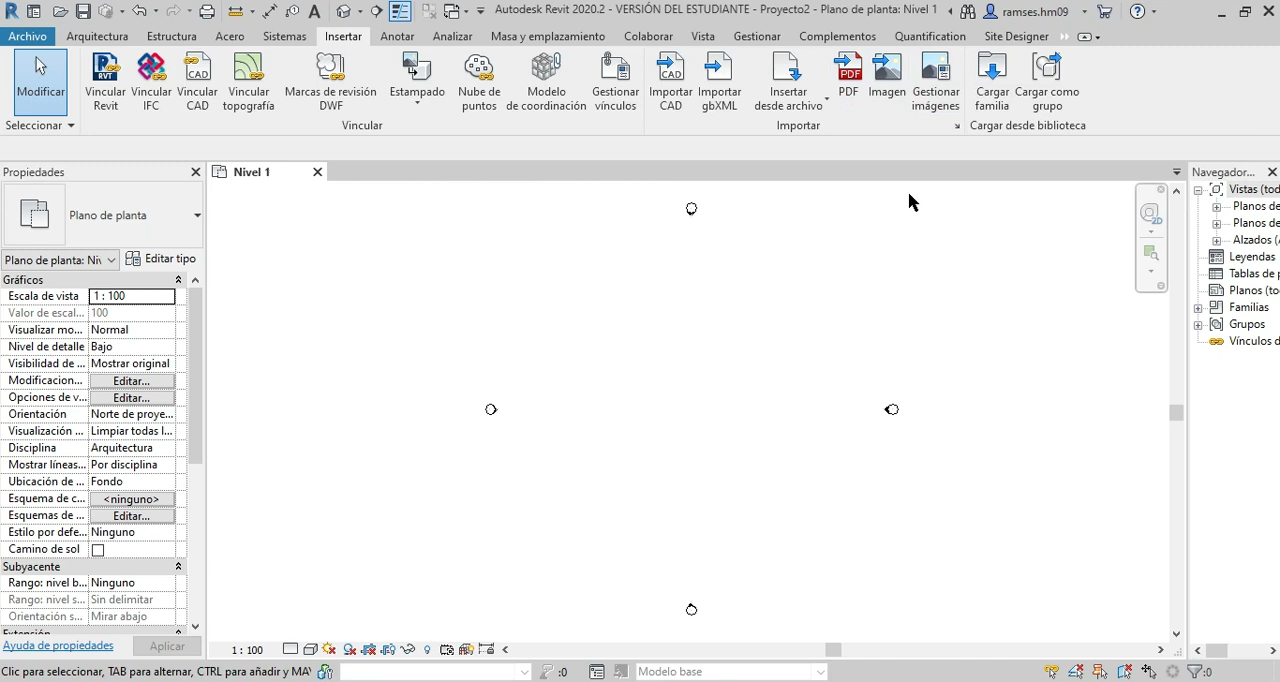 Autodesk Revit 2020.2 - VERSIÓN DEL ESTUDIANTE - Proyecto2 - Plano de planta: Nivel 1
ramses.hm09
Archivo Arquitectura Estructura Acero Sistemas Insertar Anotar Analizar Masa y emplazamiento Colaborar Vista Gestionar Complementos Quantification Site Designer
Modificar
Vincular Revit
Vincular IFC
Vincular CAD
Vincular topografía
Marcas de revisión DWF
Estampado
Nube de puntos
Modelo de coordinación
Gestionar vínculos
Importar CAD
Importar gbXML
Insertar desde archivo
PDF
Imagen
Gestionar imágenes
Cargar familia
Cargar como grupo
Seleccionar Vincular Importar Cargar desde biblioteca
Propiedades
Plano de planta
Plano de planta: Niv
Editar tipo
Gráficos
Escala de vista 1 : 100
Valor de escal... 100
Visualizar mo... Normal
Nivel de detalle Bajo
Visibilidad de ... Mostrar original
Modificacion... Editar...
Opciones de v... Editar...
Orientación Norte de proye...
Visualización ... Limpiar todas l...
Disciplina Arquitectura
Mostrar líneas... Por disciplina
Ubicación de ... Fondo
Esquema de c... <ninguno>
Esquemas de ... Editar...
Estilo por defe... Ninguno
Camino de sol
Subyacente
Rango: nivel b... Ninguno
Rango: nivel s... Sin delimitar
Orientación s... Mirar abajo
Extensión
Ayuda de propiedades
Aplicar
Nivel 1
2D
1 : 100
Navegador...
Vistas (tod
Planos de
Planos de
Alzados (
Leyendas
Tablas de p
Planos (to
Familias
Grupos
Vínculos d
Clic para seleccionar, TAB para alternar, CTRL para añadir y MA
:0
Modelo base
:0